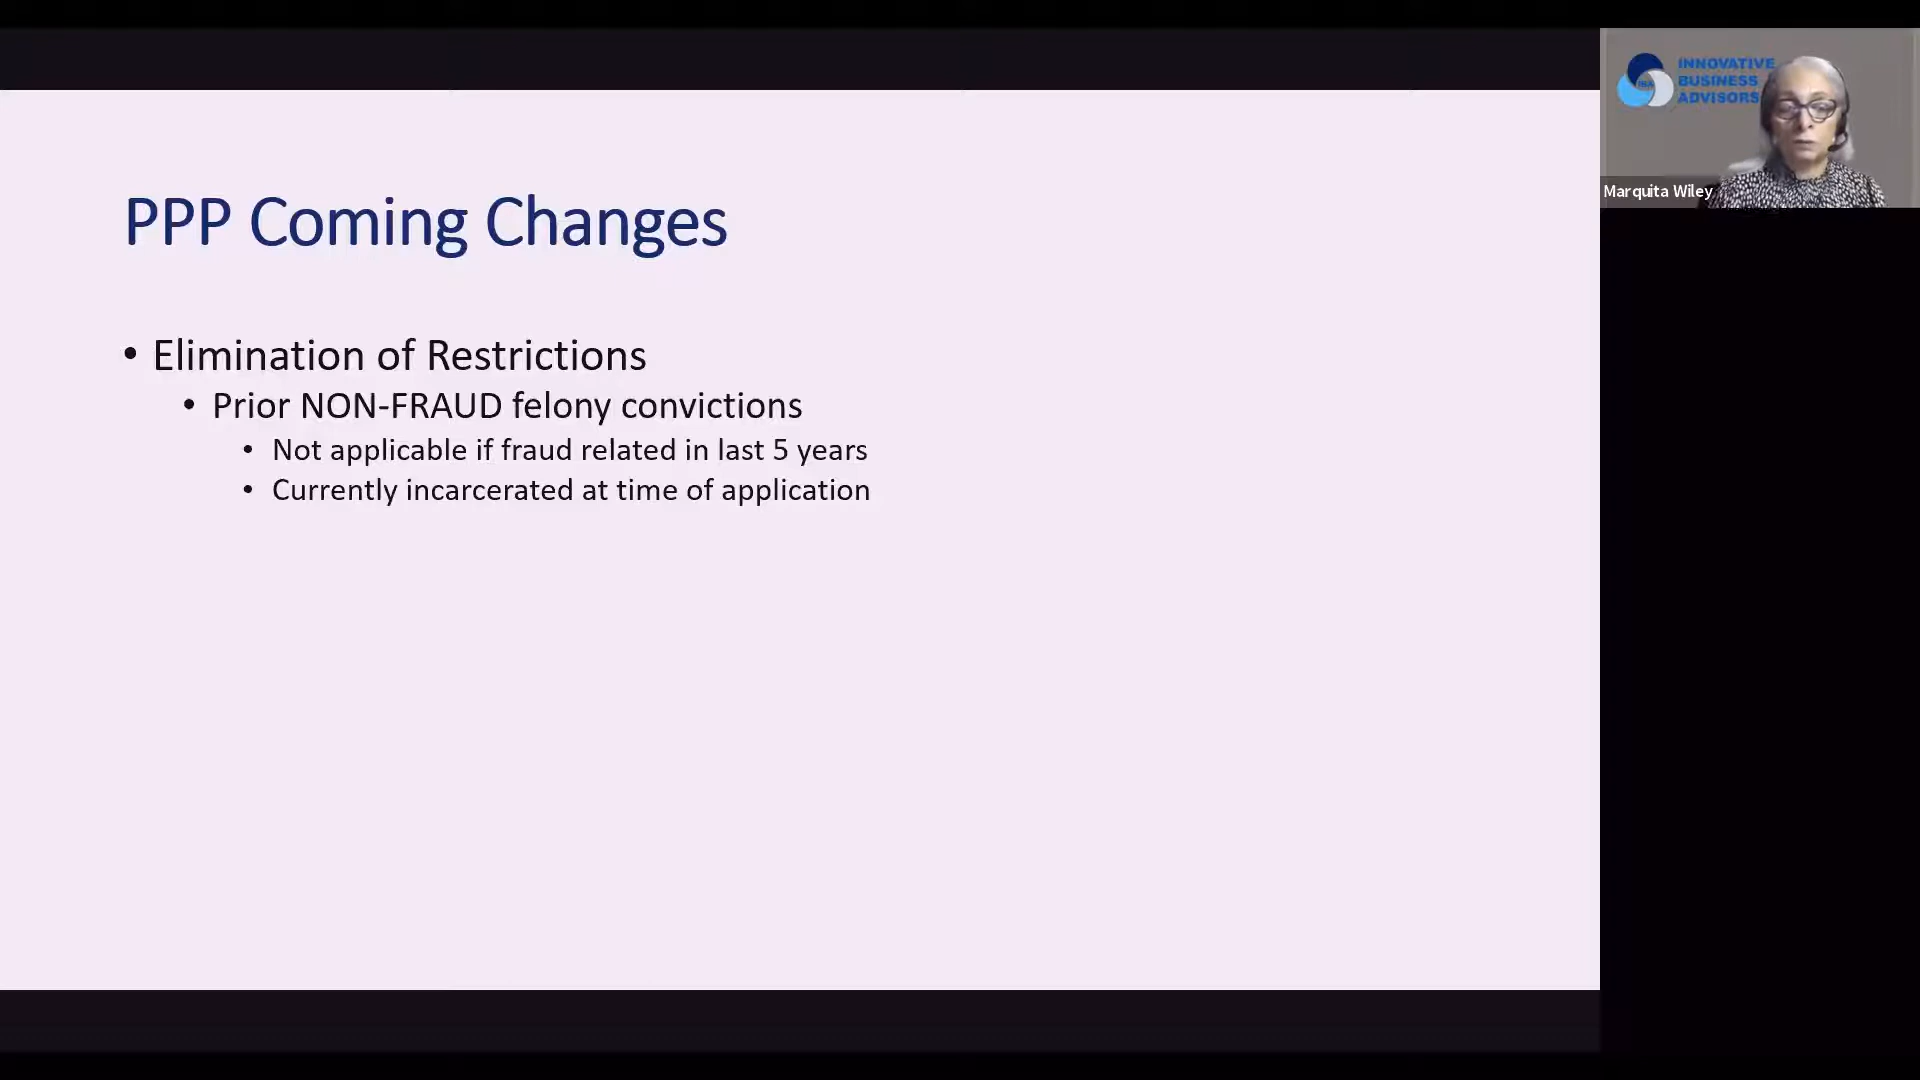 PPP Coming Changes
• Elimination of Restrictions
• Prior NON-FRAUD felony convictions
• Not applicable if fraud related in last 5 years
• Currently incarcerated at time of application
INNOVATIVE
BUSINESS
ADVISORS
Marquita Wiley